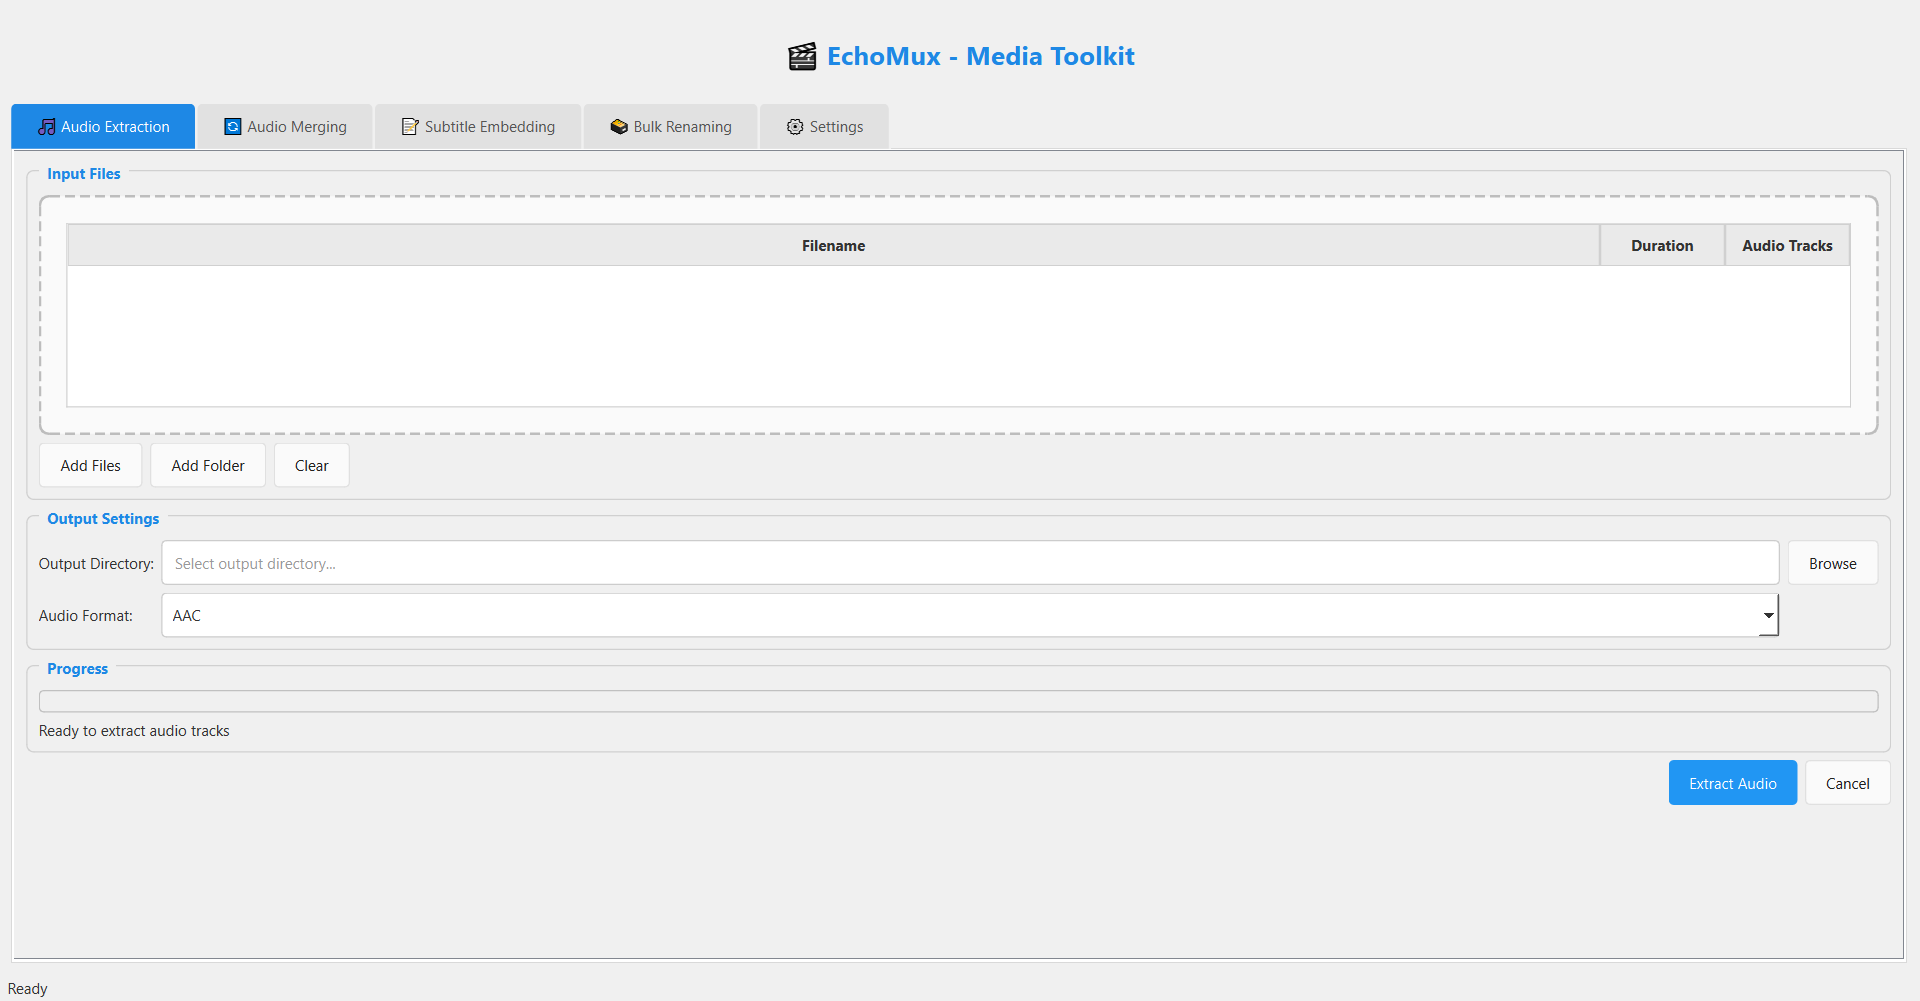 EchoMux - Media Toolkit
Audio Extraction
Audio Merging
Subtitle Embedding
Bulk Renaming
Settings
Input Files
Filename
Duration
Audio Tracks
Add Files
Add Folder
Clear
Output Settings
Output Directory:
Select output directory...
Browse
Audio Format:
AAC
Progress
Ready to extract audio tracks
Extract Audio
Cancel
Ready